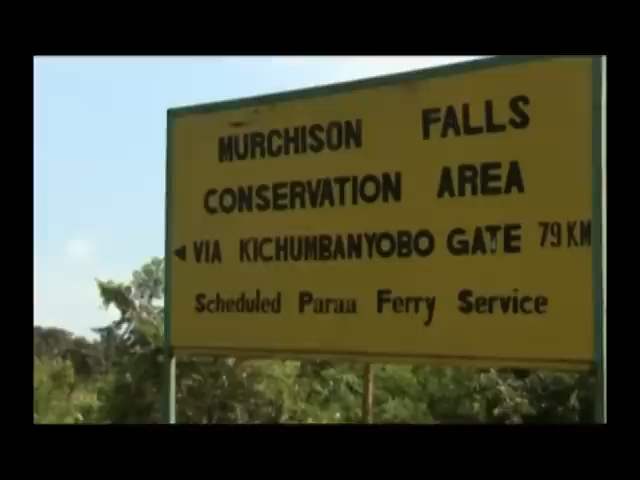 MURCHISON FALLS
CONSERVATION AREA
◄ VIA KICHUMBANYOBO GATE 79 KM
Scheduled Paraa Ferry Service